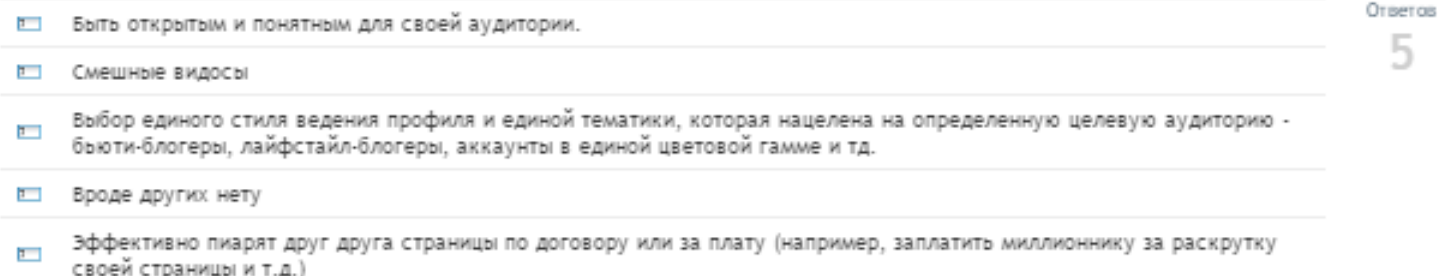 Быть открытым и понятным для своей аудитории.
Ответов
5
Смешные видосы
Выбор единого стиля ведения профиля и единой тематики, которая нацелена на определенную целевую аудиторию -
бьюти-блогеры, лайфстайл-блогеры, аккаунты в единой цветовой гамме и тд.
Вроде других нету
Эффективно пиарят друг друга страницы по договору или за плату (например, заплатить миллионнику за раскрутку
своей страницы и т.д.)